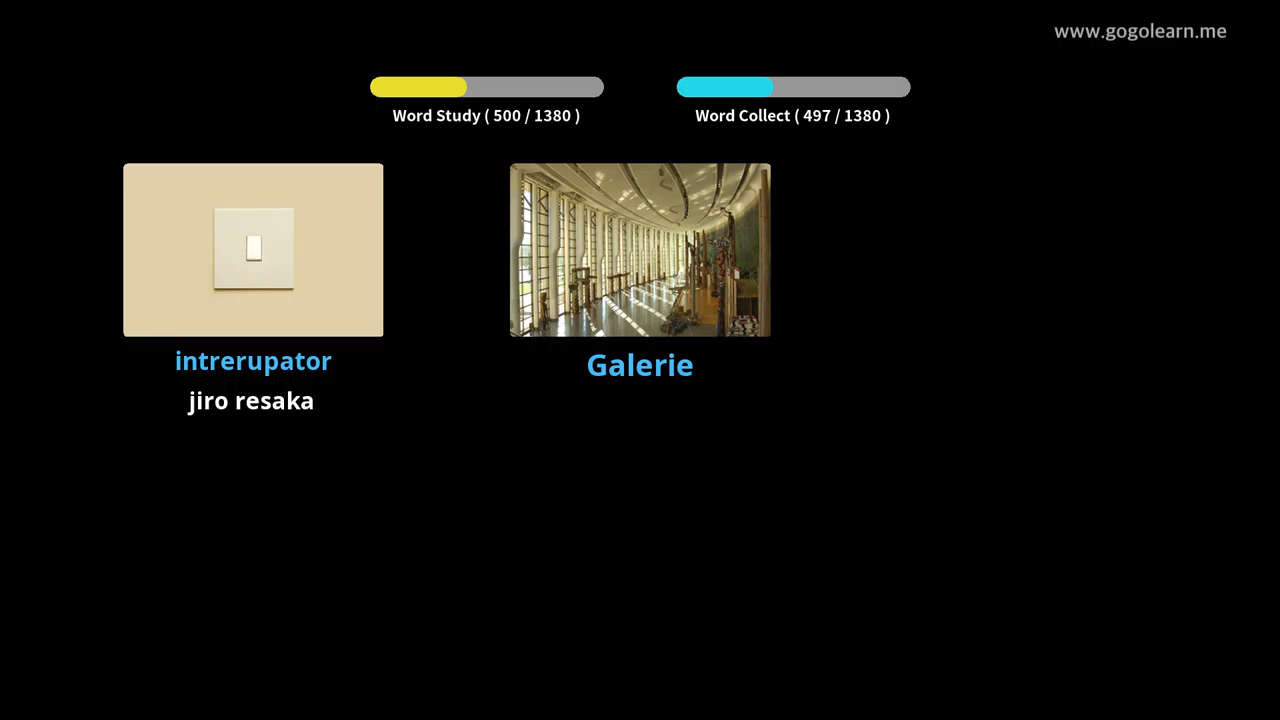 www.gogolearn.me
Word Study ( 500 / 1380 )
Word Collect ( 497 / 1380 )
intrerupator
jiro resaka
Galerie